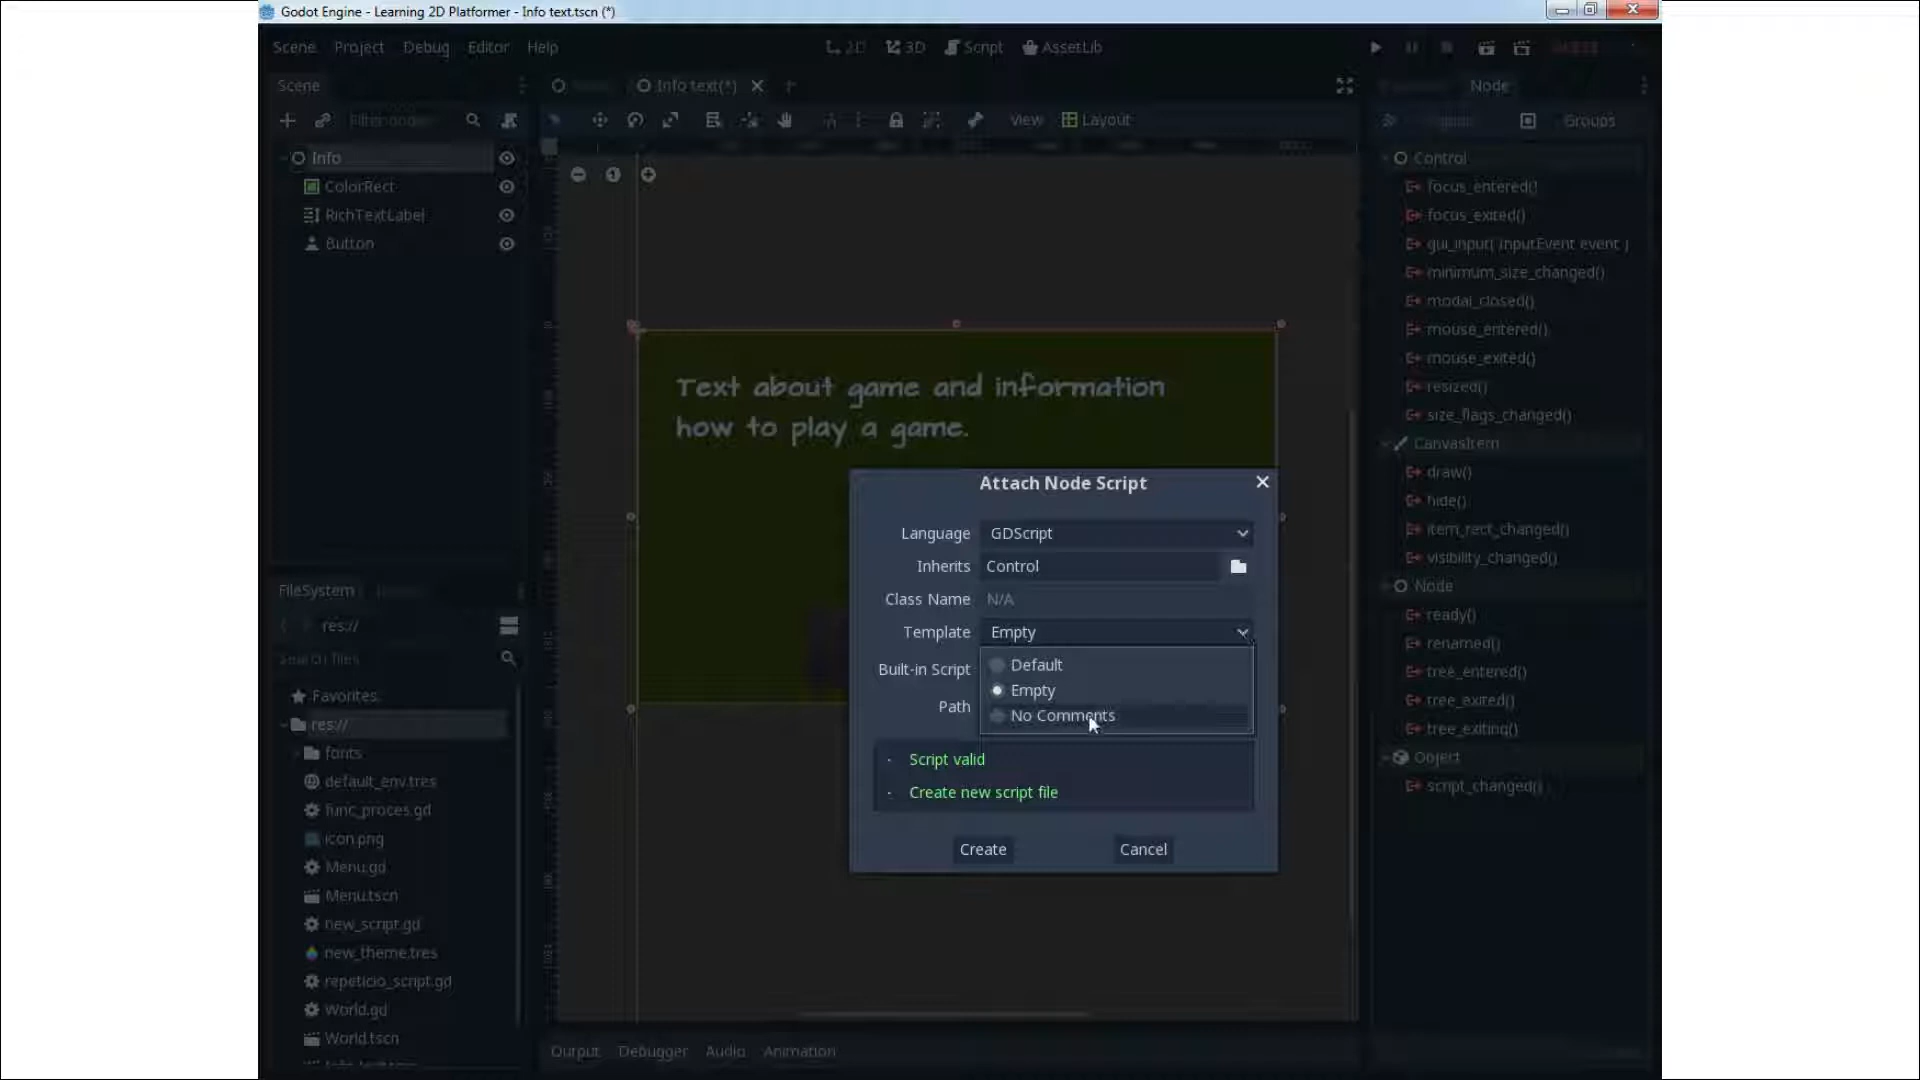 Godot Engine - Learning 2D Platformer - Info text.tscn (*)
Scene Project Debug Editor Help
2D 3D Script AssetLib
Scene
Info text(*)
Node
View Layout
Groups
Info
ColorRect
RichTextLabel
Button
Control
focus_entered()
focus_exited()
gui_input( InputEvent event )
minimum_size_changed()
modal_closed()
mouse_entered()
mouse_exited()
resized()
size_flags_changed()
CanvasItem
draw()
hide()
item_rect_changed()
visibility_changed()
Node
ready()
renamed()
tree_entered()
tree_exited()
tree_exiting()
Object
script_changed()
Text about game and information
how to play a game.
Attach Node Script
Language GDScript
Inherits Control
Class Name N/A
Template Empty
Default
Built-in Script
Empty
Path
No Comments
Script valid
Create new script file
Create Cancel
FileSystem
res://
Search files
Favorites:
res://
fonts
default_env.tres
func_proces.gd
icon.png
Menu.gd
Menu.tscn
new_script.gd
new_theme.tres
repeticio_script.gd
World.gd
World.tscn
Output Debugger Audio Animation